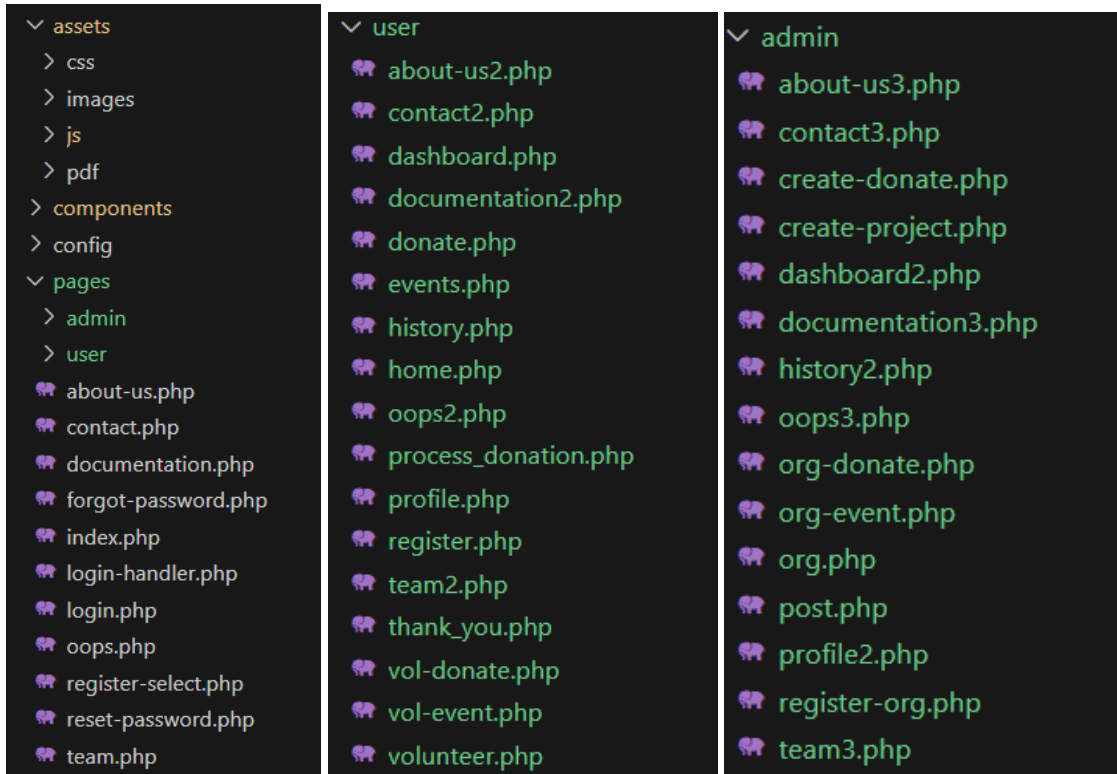 assets
css
images
js
pdf
components
config
pages
admin
user
about-us.php
contact.php
documentation.php
forgot-password.php
index.php
login-handler.php
login.php
oops.php
register-select.php
reset-password.php
team.php
user
about-us2.php
contact2.php
dashboard.php
documentation2.php
donate.php
events.php
history.php
home.php
oops2.php
process_donation.php
profile.php
register.php
team2.php
thank_you.php
vol-donate.php
vol-event.php
volunteer.php
admin
about-us3.php
contact3.php
create-donate.php
create-project.php
dashboard2.php
documentation3.php
history2.php
oops3.php
org-donate.php
org-event.php
org.php
post.php
profile2.php
register-org.php
team3.php